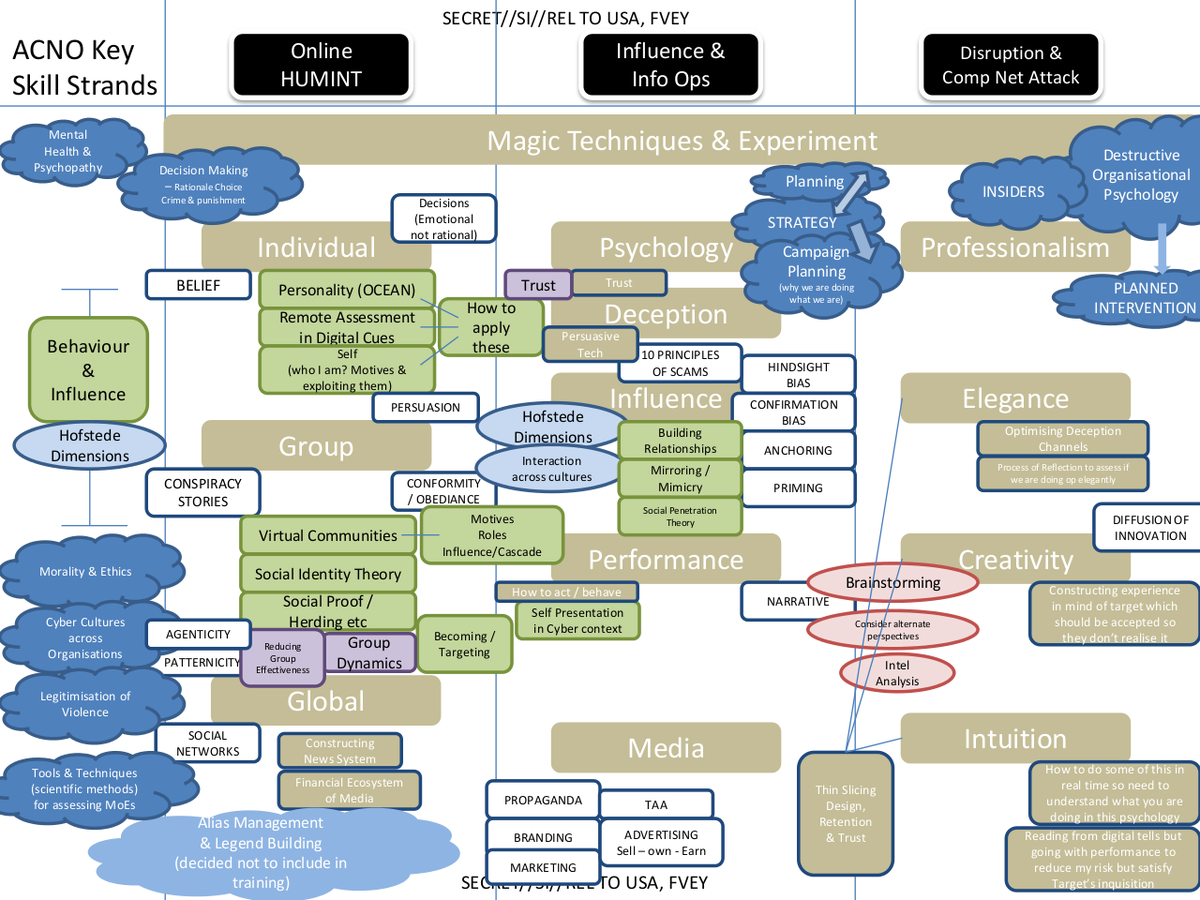 SECRET//SI//REL TO USA, FVEY
ACNO Key
Skill Strands
Online
HUMINT
Influence &
Info Ops
Disruption &
Comp Net Attack
Magic Techniques & Experiment
Mental
Health &
Psychopathy
Decision Making
– Rationale Choice
Crime & punishment
Decisions
(Emotional
not rational)
Planning
STRATEGY
Campaign
Planning
(why we are doing
what we are)
INSIDERS
Destructive
Organisational
Psychology
PLANNED
INTERVENTION
Individual
Psychology
Professionalism
BELIEF
Personality (OCEAN)
Remote Assessment
in Digital Cues
Self
(who I am? Motives &
exploiting them)
How to
apply
these
Trust
Trust
Deception
Persuasive
Tech
10 PRINCIPLES
OF SCAMS
HINDSIGHT
BIAS
Behaviour
&
Influence
Hofstede
Dimensions
PERSUASION
Influence
CONFIRMATION
BIAS
Elegance
Hofstede
Dimensions
Interaction
across cultures
Building
Relationships
Mirroring /
Mimicry
Social Penetration
Theory
ANCHORING
PRIMING
Optimising Deception
Channels
Process of Reflection to assess if
we are doing op elegantly
Group
CONSPIRACY
STORIES
CONFORMITY
/ OBEDIANCE
Virtual Communities
Motives
Roles
Influence/Cascade
Social Identity Theory
Social Proof /
Herding etc
DIFFUSION OF
INNOVATION
Performance
Creativity
How to act / behave
Self Presentation
in Cyber context
NARRATIVE
Brainstorming
Consider alternate
perspectives
Intel
Analysis
Constructing experience
in mind of target which
should be accepted so
they don't realise it
Morality & Ethics
Cyber Cultures
across
Organisations
AGENTICITY
PATTERNICITY
Reducing
Group
Effectiveness
Group
Dynamics
Becoming /
Targeting
Legitimisation of
Violence
Global
SOCIAL
NETWORKS
Constructing
News System
Financial Ecosystem
of Media
Media
Intuition
Tools & Techniques
(scientific methods)
for assessing MoEs
PROPAGANDA
TAA
BRANDING
ADVERTISING
Sell – own - Earn
MARKETING
Thin Slicing
Design,
Retention
& Trust
How to do some of this in
real time so need to
understand what you are
doing in this psychology
Reading from digital tells but
going with performance to
reduce my risk but satisfy
Target's inquisition
Alias Management
& Legend Building
(decided not to include in
training)
SECRET//SI//REL TO USA, FVEY